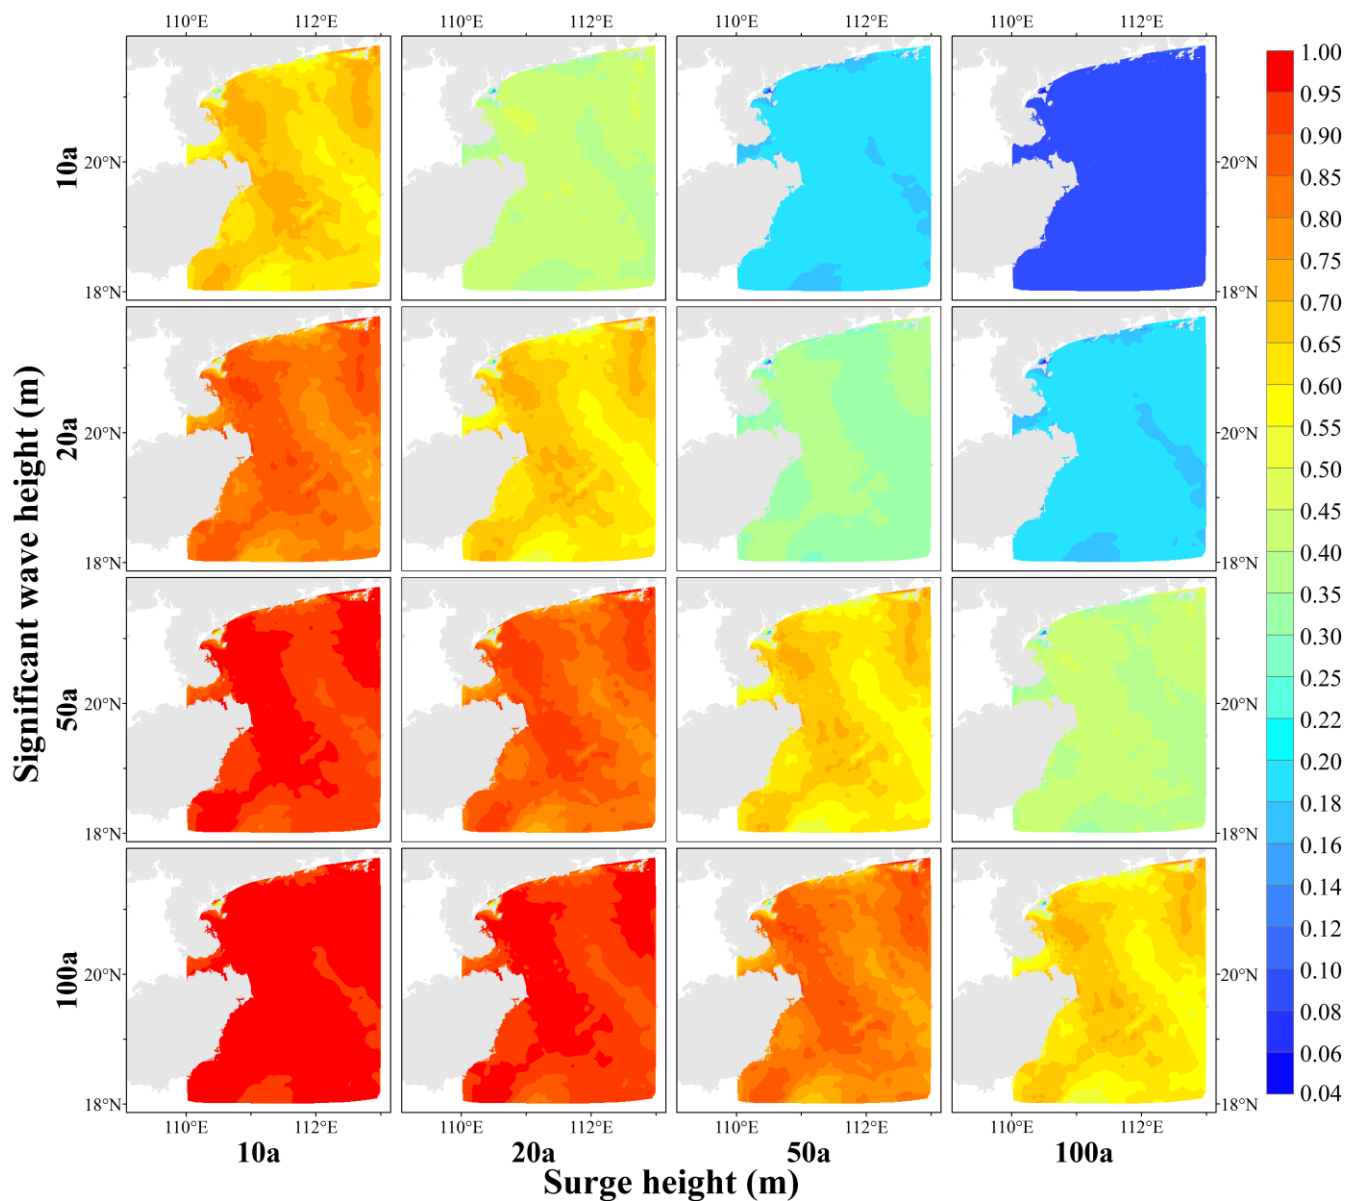 110°E 112°E 110°E 112°E 110°E 112°E 110°E 112°E
Significant wave height (m)
10a
20°N
18°N
20°N
18°N
20a
20°N
18°N
20°N
18°N
50a
20°N
18°N
20°N
18°N
100a
20°N
18°N
20°N
18°N
110°E 112°E 110°E 112°E 110°E 112°E 110°E 112°E
10a 20a 50a 100a
Surge height (m)
1.00
0.95
0.90
0.85
0.80
0.75
0.70
0.65
0.60
0.55
0.50
0.45
0.40
0.35
0.30
0.25
0.22
0.20
0.18
0.16
0.14
0.12
0.10
0.08
0.06
0.04